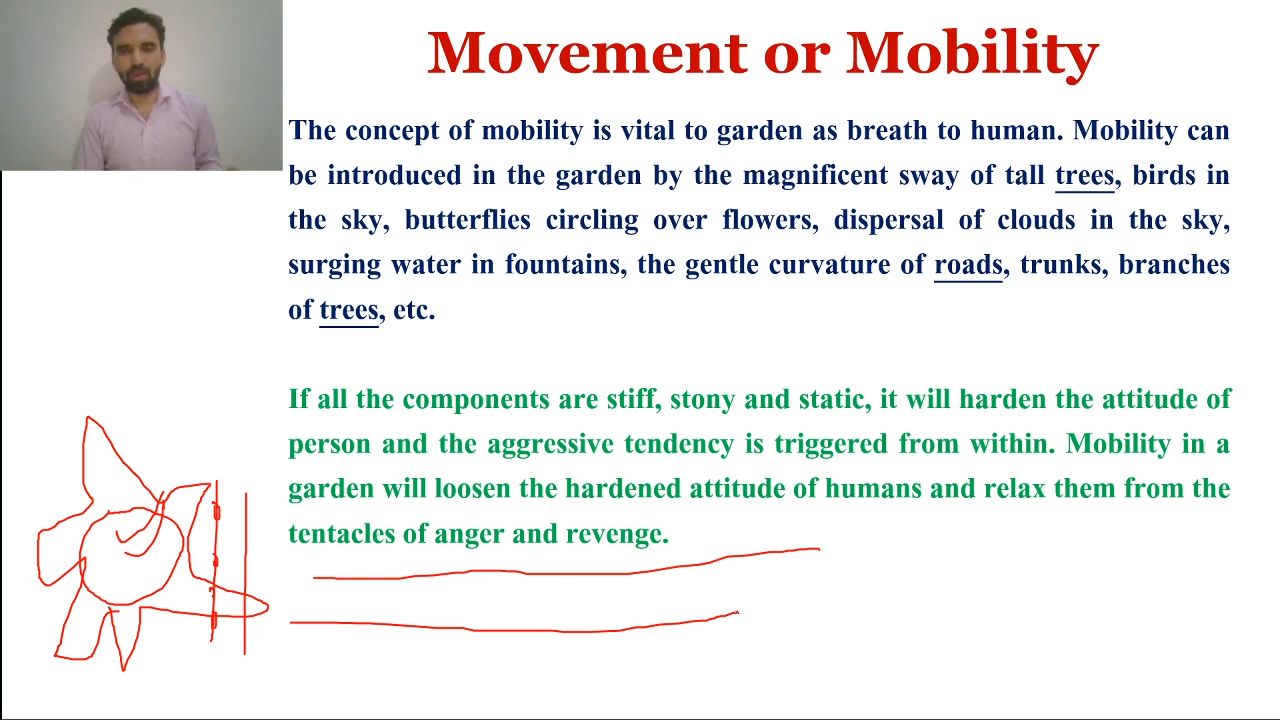 Movement or Mobility
The concept of mobility is vital to garden as breath to human. Mobility can
be introduced in the garden by the magnificent sway of tall trees, birds in
the sky, butterflies circling over flowers, dispersal of clouds in the sky,
surging water in fountains, the gentle curvature of roads, trunks, branches
of trees, etc.
If all the components are stiff, stony and static, it will harden the attitude of
person and the aggressive tendency is triggered from within. Mobility in a
garden will loosen the hardened attitude of humans and relax them from the
tentacles of anger and revenge.